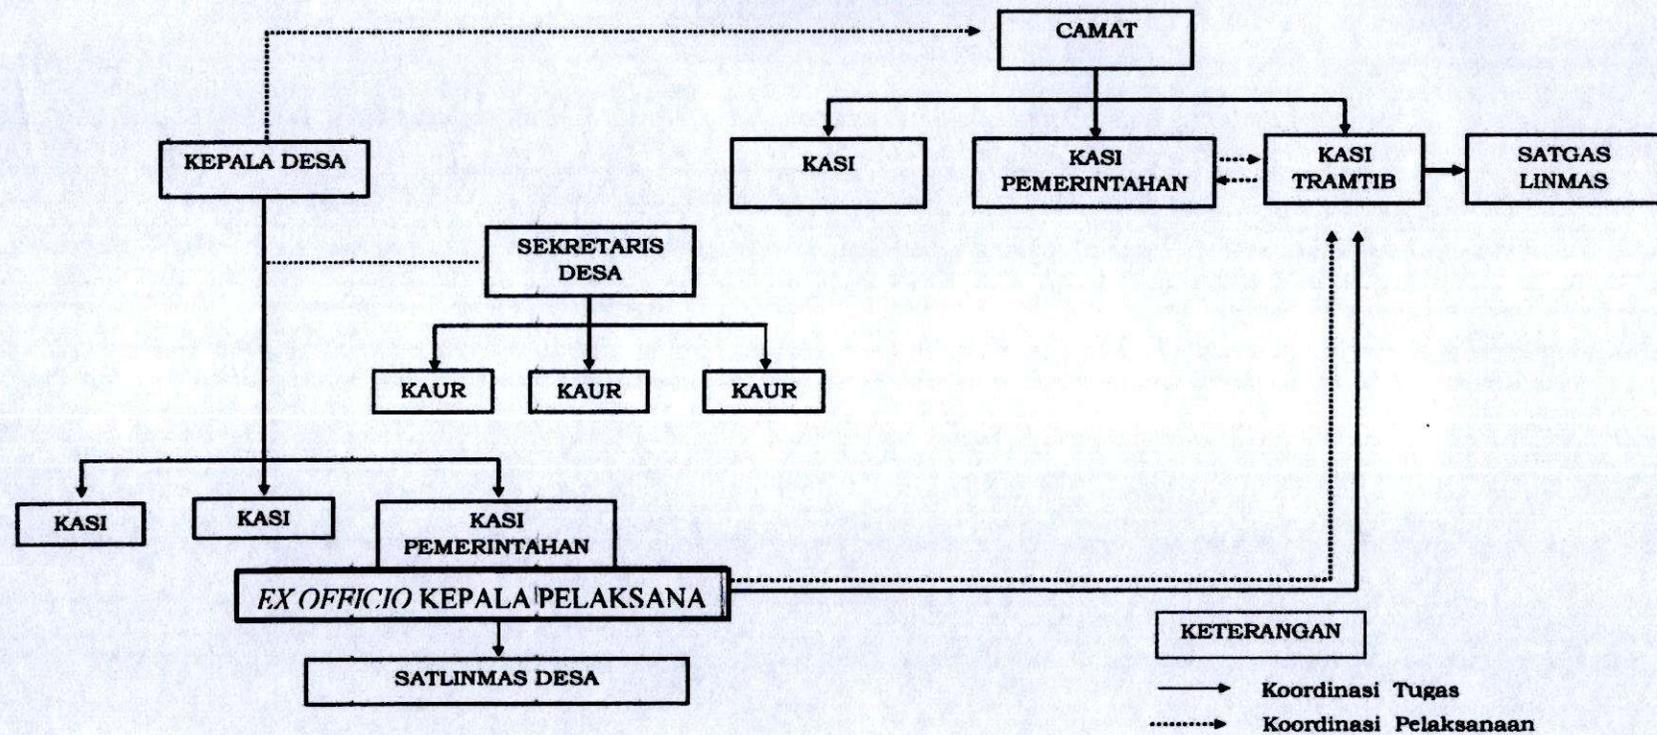 CAMAT
KEPALA DESA
KASI
KASI
PEMERINTAHAN
KASI
TRAMTIB
SATGAS
LINMAS
SEKRETARIS
DESA
KAUR
KAUR
KAUR
KASI
KASI
KASI
PEMERINTAHAN
EX OFFICIO KEPALA PELAKSANA
SATLINMAS DESA
KETERANGAN
Koordinasi Tugas
Koordinasi Pelaksanaan